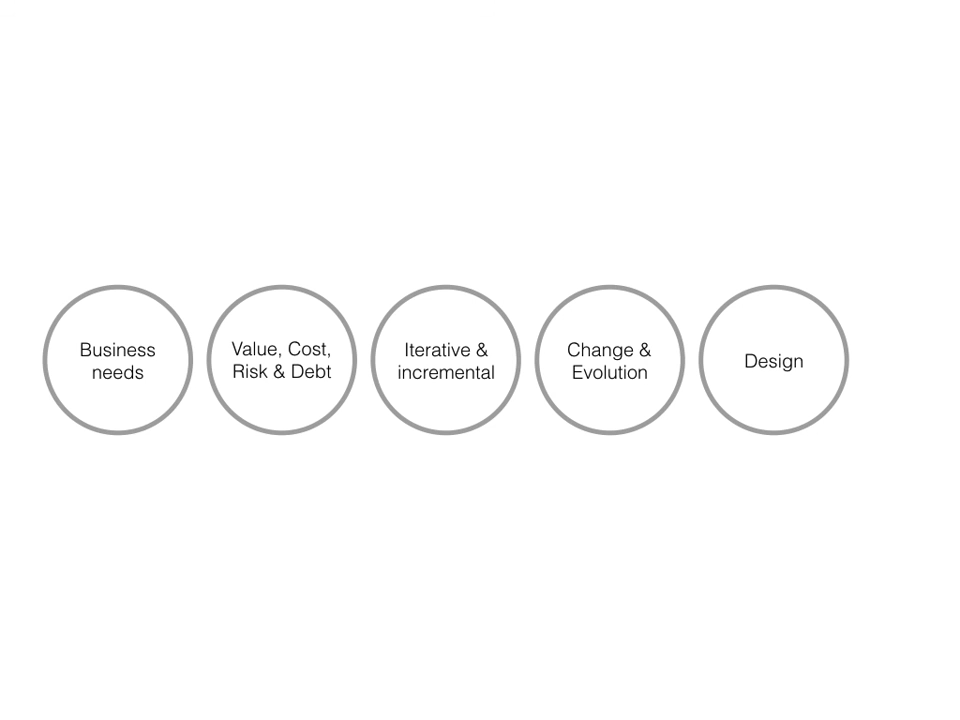 Business
needs
Value, Cost,
Risk & Debt
Iterative &
incremental
Change &
Evolution
Design